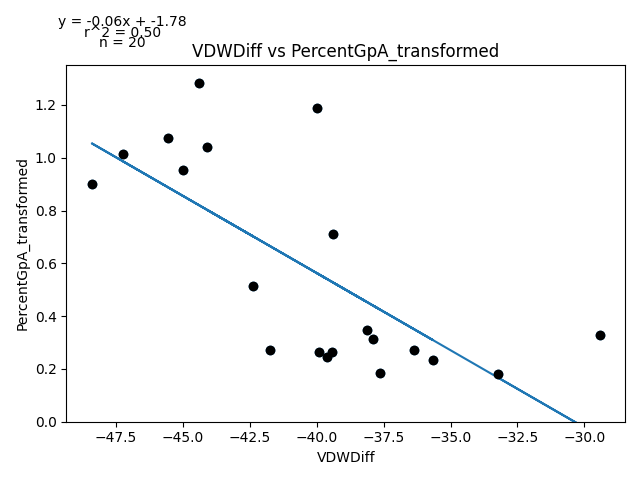 y = -0.06x + -1.78
r^2 = 0.50
n = 20
VDWDiff vs PercentGpA_transformed
PercentGpA_transformed
1.2
1.0
0.8
0.6
0.4
0.2
0.0
−47.5 −45.0 −42.5 −40.0 −37.5 −35.0 −32.5 −30.0
VDWDiff